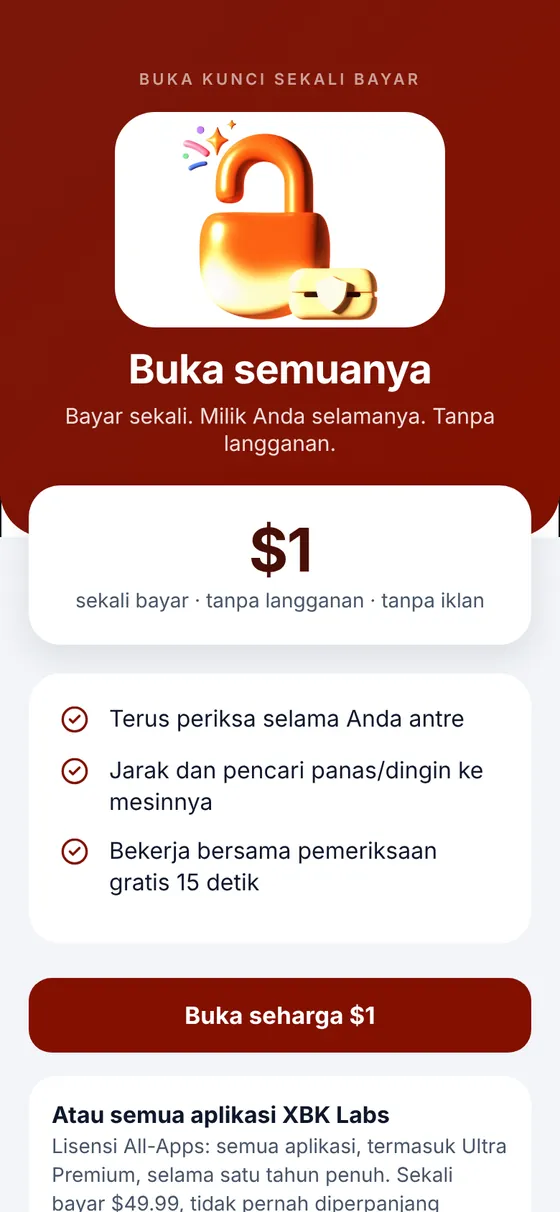 BUKA KUNCI SEKALI BAYAR
Buka semuanya
Bayar sekali. Milik Anda selamanya. Tanpa
langganan.
$1
sekali bayar · tanpa langganan · tanpa iklan
Terus periksa selama Anda antre
Jarak dan pencari panas/dingin ke
mesinnya
Bekerja bersama pemeriksaan
gratis 15 detik
Buka seharga $1
Atau semua aplikasi XBK Labs
Lisensi All-Apps: semua aplikasi, termasuk Ultra
Premium, selama satu tahun penuh. Sekali
bayar $49.99, tidak pernah diperpanjang